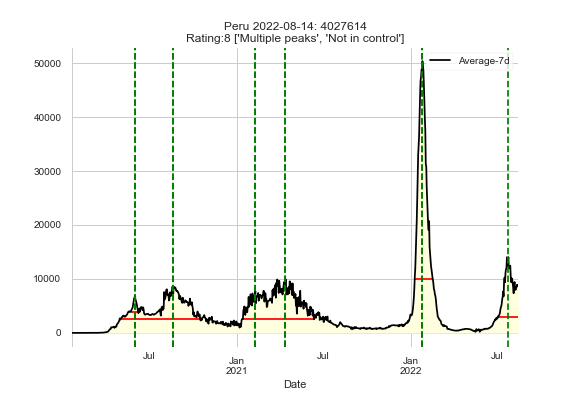 Peru 2022-08-14: 4027614
Rating:8 ['Multiple peaks', 'Not in control']
Average-7d
50000
40000
30000
20000
10000
0
Jul
Jan
2021
Jul
Jan
2022
Jul
Date